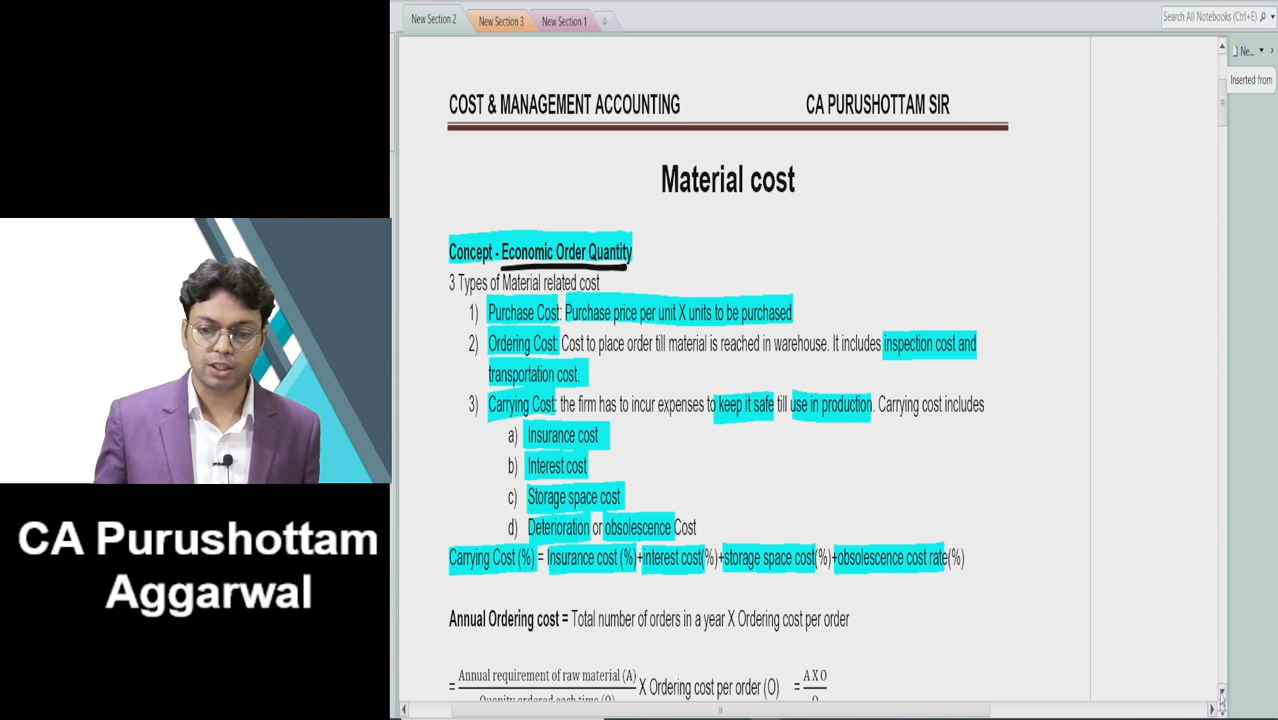 New Section 2
New Section 3
New Section 1
Search All Notebooks (Ctrl+E)
Ne...
Inserted from
COST & MANAGEMENT ACCOUNTING CA PURUSHOTTAM SIR
Material cost
Concept - Economic Order Quantity
3 Types of Material related cost
1) Purchase Cost: Purchase price per unit X units to be purchased
2) Ordering Cost: Cost to place order till material is reached in warehouse. It includes inspection cost and
transportation cost.
3) Carrying Cost: the firm has to incur expenses to keep it safe till use in production. Carrying cost includes
a) Insurance cost
b) Interest cost
c) Storage space cost
d) Deterioration or obsolescence Cost
Carrying Cost (%) = Insurance cost (%)+interest cost(%)+storage space cost(%)+obsolescence cost rate(%)
Annual Ordering cost = Total number of orders in a year X Ordering cost per order
Annual requirement of raw material (A) A X O
= X Ordering cost per order (O) =
CA Purushottam
Aggarwal